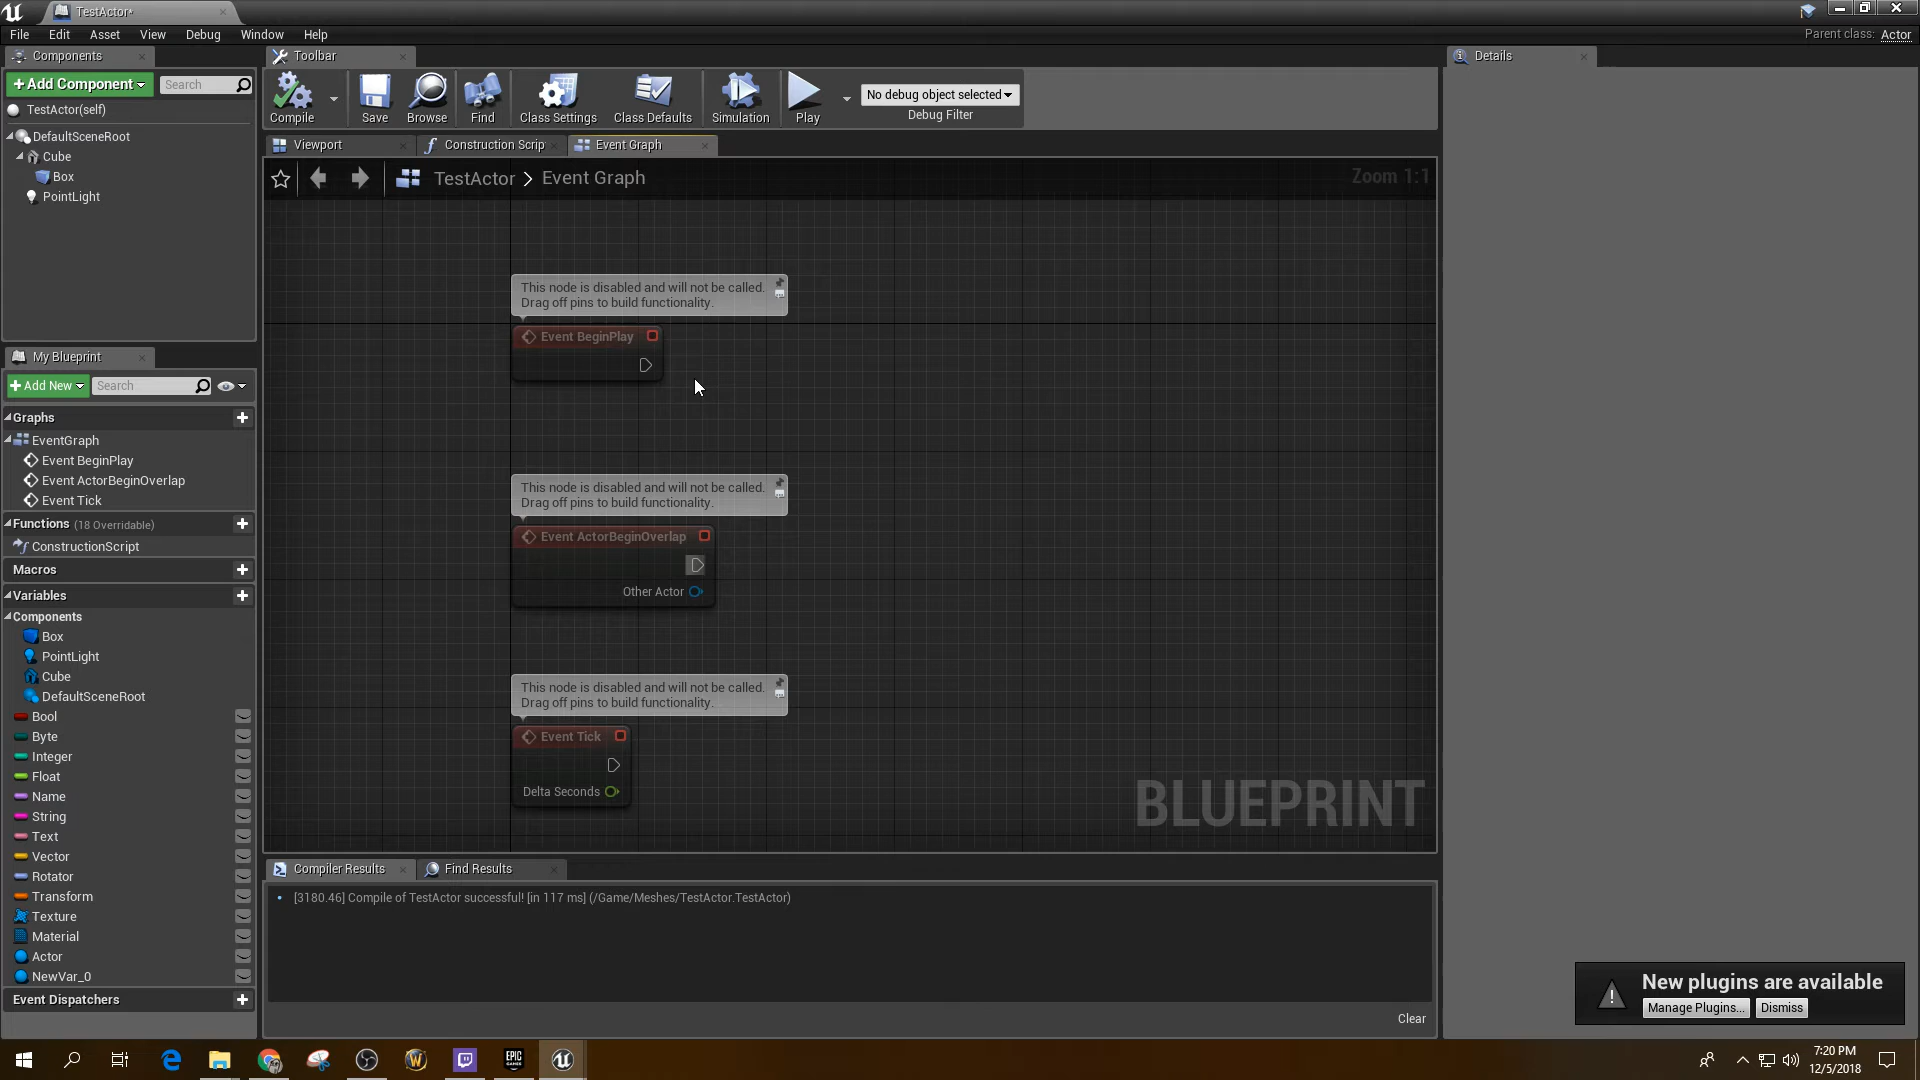 TestActor*
File Edit Asset View Debug Window Help
Parent class: Actor
Components
Toolbar
Details
+Add Component
Search
TestActor(self)
DefaultSceneRoot
Cube
Box
PointLight
Compile
Save
Browse
Find
Class Settings
Class Defaults
Simulation
Play
No debug object selected
Debug Filter
Viewport
Construction Scrip
Event Graph
TestActor > Event Graph
Zoom 1:1
This node is disabled and will not be called.
Drag off pins to build functionality.
Event BeginPlay
This node is disabled and will not be called.
Drag off pins to build functionality.
Event ActorBeginOverlap
Other Actor
This node is disabled and will not be called.
Drag off pins to build functionality.
Event Tick
Delta Seconds
BLUEPRINT
My Blueprint
+Add New
Search
Graphs
EventGraph
Event BeginPlay
Event ActorBeginOverlap
Event Tick
Functions (18 Overridable)
ConstructionScript
Macros
Variables
Components
Box
PointLight
Cube
DefaultSceneRoot
Bool
Byte
Integer
Float
Name
String
Text
Vector
Rotator
Transform
Texture
Material
Actor
NewVar_0
Event Dispatchers
Compiler Results
Find Results
[3180.46] Compile of TestActor successful! [in 117 ms] (/Game/Meshes/TestActor.TestActor)
Clear
New plugins are available
Manage Plugins...
Dismiss
EPIC
GAMES
7:20 PM
12/5/2018